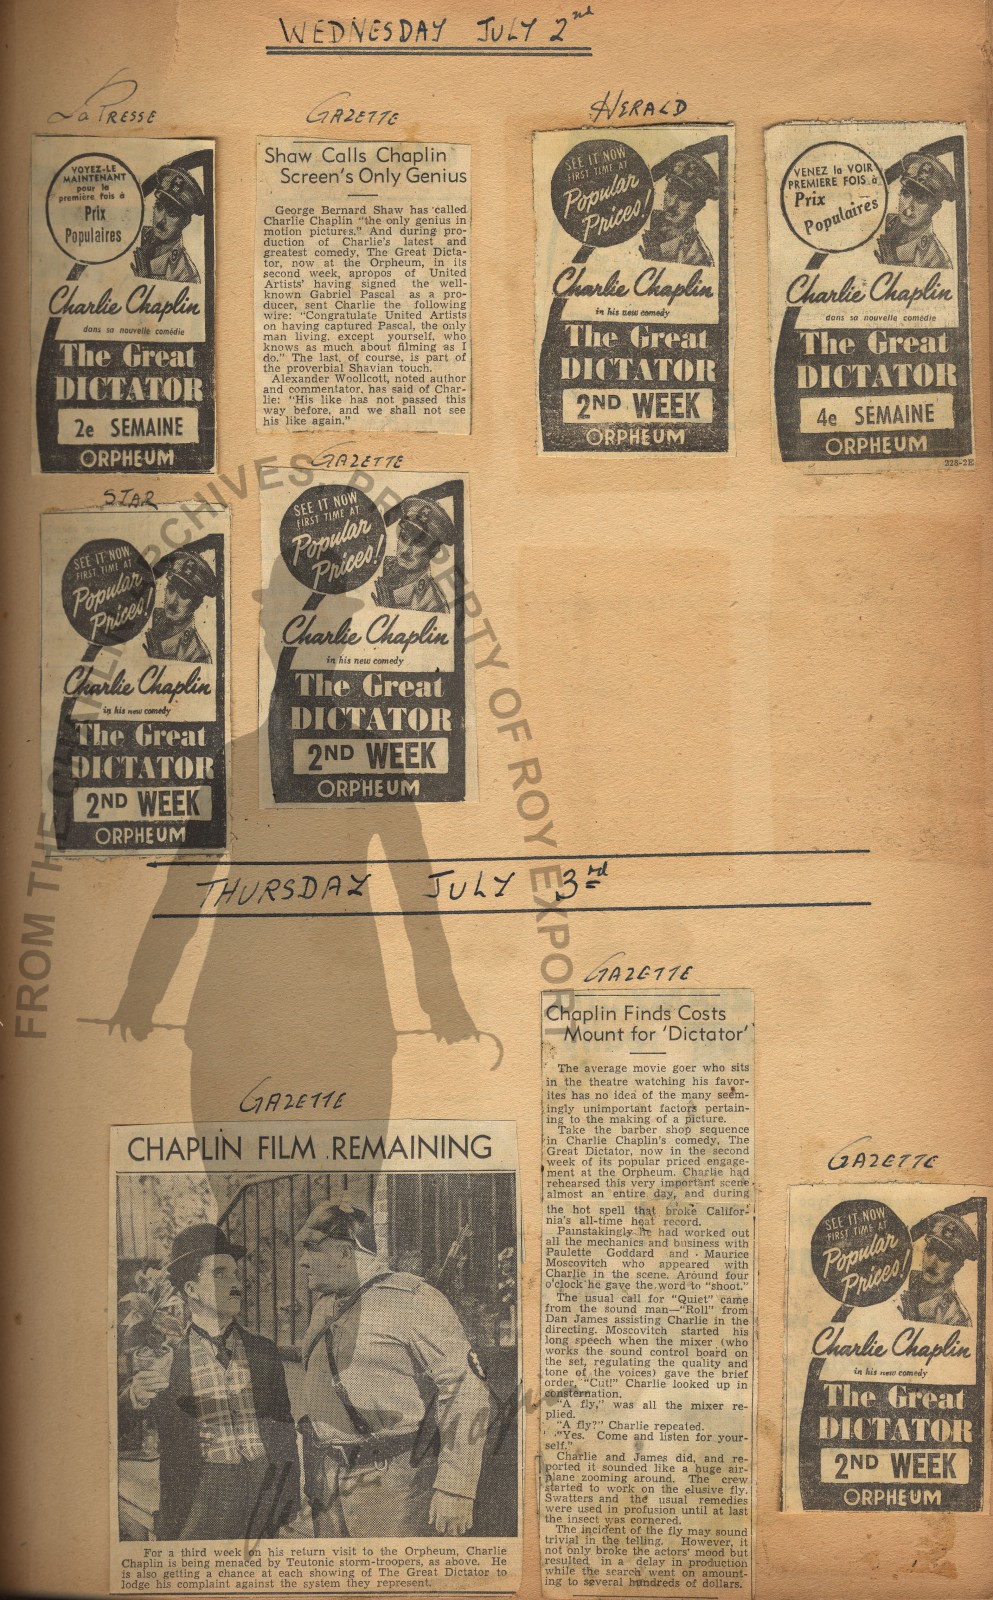 WEDNESDAY JULY 2nd
La PRESSE
VOYEZ-LE
MAINTENANT
pour la
première fois à
Prix
Populaires
Charlie Chaplin
dans sa nouvelle comédie
The Great
DICTATOR
2e SEMAINE
ORPHEUM
GAZETTE
Shaw Calls Chaplin
Screen's Only Genius
George Bernard Shaw has called
Charlie Chaplin "the only genius in
motion pictures." And during pro-
duction of Charlie's latest and
greatest comedy, The Great Dicta-
tor, now at the Orpheum, in its
second week, apropos of United
Artists' having signed the well-
known Gabriel Pascal as a pro-
ducer, sent Charlie the following
wire: "Congratulate United Artists
on having captured Pascal, the only
man living, except yourself, who
knows as much about filming as I
do." The last, of course, is part of
the proverbial Shavian touch.
Alexander Woollcott, noted author
and commentator, has said of Char-
lie: "His like has not passed this
way before, and we shall not see
his like again."
HERALD
SEE IT NOW
FIRST TIME AT
Popular
Prices!
Charlie Chaplin
in his new comedy
The Great
DICTATOR
2ND WEEK
ORPHEUM
VENEZ la VOIR
PREMIERE FOIS à
Prix
Populaires
Charlie Chaplin
dans sa nouvelle comédie
The Great
DICTATOR
4e SEMAINE
ORPHEUM
328-2E
STAR
SEE IT NOW
FIRST TIME AT
Popular
Prices!
Charlie Chaplin
in his new comedy
The Great
DICTATOR
2ND WEEK
ORPHEUM
GAZETTE
SEE IT NOW
FIRST TIME AT
Popular
Prices!
Charlie Chaplin
in his new comedy
The Great
DICTATOR
2ND WEEK
ORPHEUM
THURSDAY JULY 3rd
GAZETTE
CHAPLIN FILM REMAINING
For a third week on his return visit to the Orpheum, Charlie
Chaplin is being menaced by Teutonic storm-troopers, as above. He
is also getting a chance at each showing of The Great Dictator to
lodge his complaint against the system they represent.
GAZETTE
Chaplin Finds Costs
Mount for 'Dictator'
The average movie goer who sits
in the theatre watching his favor-
ites has no idea of the many seem-
ingly unimportant factors pertain-
ing to the making of a picture.
Take the barber shop sequence
in Charlie Chaplin's comedy, The
Great Dictator, now in the second
week of its popular priced engage-
ment at the Orpheum. Charlie had
rehearsed this very important scene
almost an entire day, and during
the hot spell that broke Califor-
nia's all-time heat record.
Painstakingly he had worked out
all the mechanics and business with
Paulette Goddard and Maurice
Moscovitch who appeared with
Charlie in the scene. Around four
o'clock he gave the word to "shoot."
The usual call for "Quiet" came
from the sound man—"Roll" from
Dan James assisting Charlie in the
directing. Moscovitch started his
long speech when the mixer (who
works the sound control board on
the set, regulating the quality and
tone of the voices) gave the brief
order, "Cut!" Charlie looked up in
consternation.
"A fly," was all the mixer re-
plied.
"A fly?" Charlie repeated.
"Yes. Come and listen for your-
self."
Charlie and James did, and re-
ported it sounded like a huge air-
plane zooming around. The crew
started to work on the elusive fly.
Swatters and the usual remedies
were used in profusion until at last
the insect was cornered.
The incident of the fly may sound
trivial in the telling. However, it
not only broke the actors' mood but
resulted in a delay in production
while the search went on amount-
ing to several hundreds of dollars.
GAZETTE
SEE IT NOW
FIRST TIME AT
Popular
Prices!
Charlie Chaplin
in his new comedy
The Great
DICTATOR
2ND WEEK
ORPHEUM
FROM THE CHAPLIN ARCHIVES, PROPERTY OF ROY EXPORT